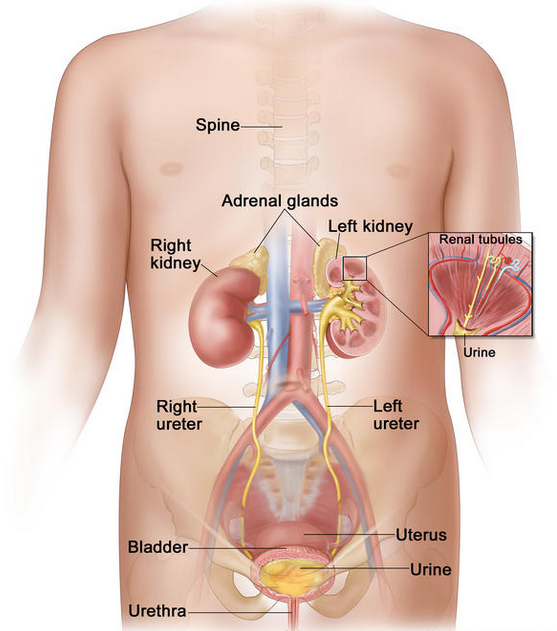 Spine
Adrenal glands
Left kidney
Right
kidney
Renal tubules
Urine
Right
ureter
Left
ureter
Uterus
Bladder
Urine
Urethra